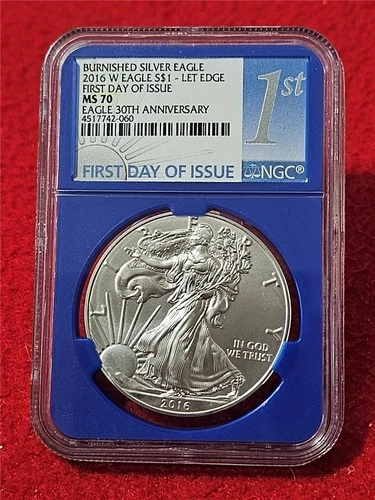 BURNISHED SILVER EAGLE
2016 W EAGLE S$1 - LET EDGE
FIRST DAY OF ISSUE
MS 70
EAGLE 30TH ANNIVERSARY
4517742-060
1st
FIRST DAY OF ISSUE NGC®
L T Y
IN GOD
WE TRUST
2016